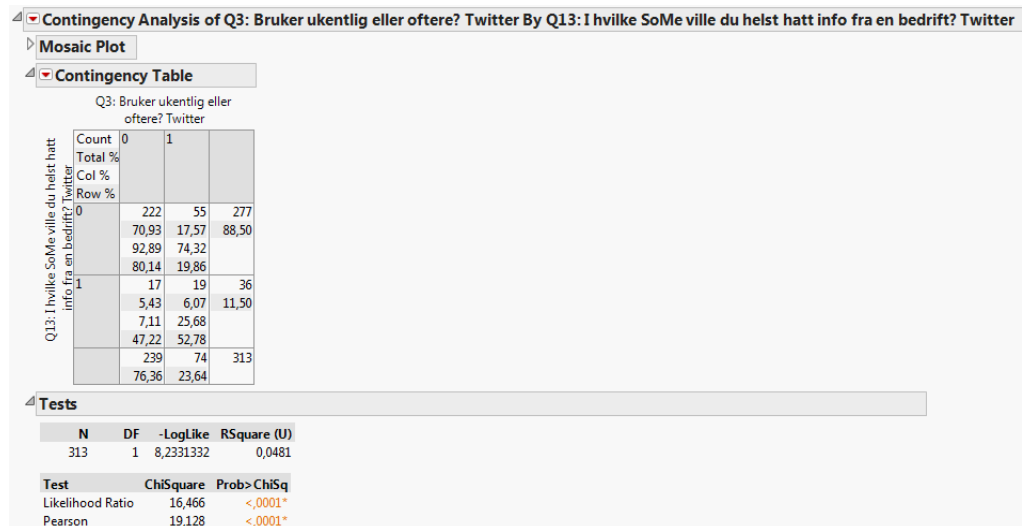 Contingency Analysis of Q3: Bruker ukentlig eller oftere? Twitter By Q13: I hvilke SoMe ville du helst hatt info fra en bedrift? Twitter
Mosaic Plot
Contingency Table
Q3: Bruker ukentlig eller
oftere? Twitter
Q13: I hvilke SoMe ville du helst hatt
info fra en bedrift? Twitter
Count 0 1
Total %
Col %
Row %
0 222 55 277
70,93 17,57 88,50
92,89 74,32
80,14 19,86
1 17 19 36
5,43 6,07 11,50
7,11 25,68
47,22 52,78
239 74 313
76,36 23,64
Tests
N DF -LogLike RSquare (U)
313 1 8,2331332 0,0481
Test ChiSquare Prob>ChiSq
Likelihood Ratio 16,466 <,0001*
Pearson 19,128 <,0001*